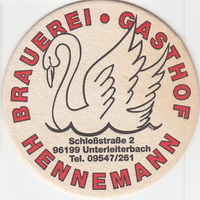 BRAUEREI • GASTHOF
HENNEMANN
Schloßstraße 2
96199 Unterleiterbach
Tel. 09547/261